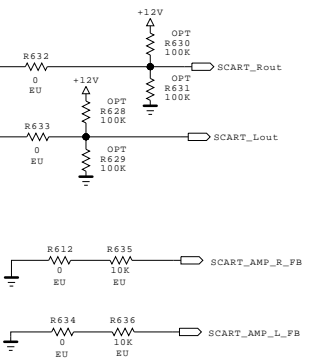 +12V
OPT
R630
100K
R632
0
EU
SCART_Rout
+12V
OPT
R631
100K
OPT
R628
100K
R633
0
EU
SCART_Lout
OPT
R629
100K
R612
0
EU
R635
10K
EU
SCART_AMP_R_FB
R634
0
EU
R636
10K
EU
SCART_AMP_L_FB